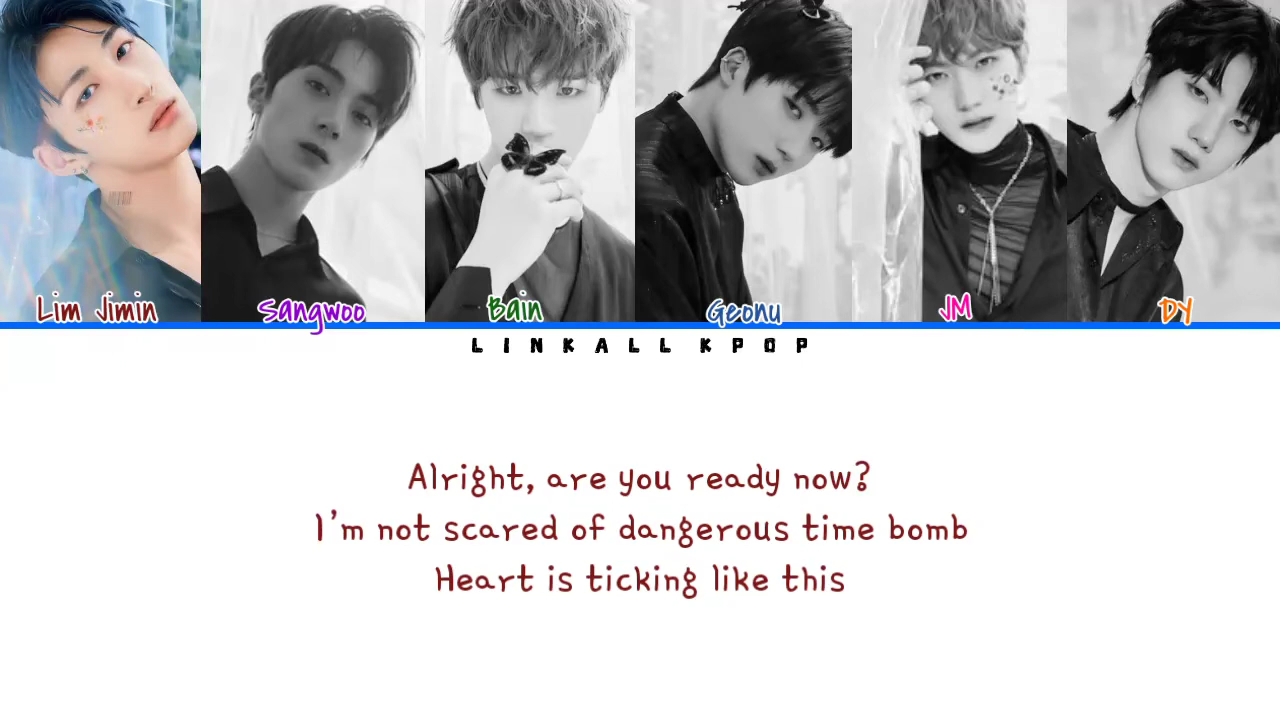 Lim Jimin
Sangwoo
Bain
Geonu
JM
DY
LINKALL KPOP
Alright, are you ready now?
I'm not scared of dangerous time bomb
Heart is ticking like this